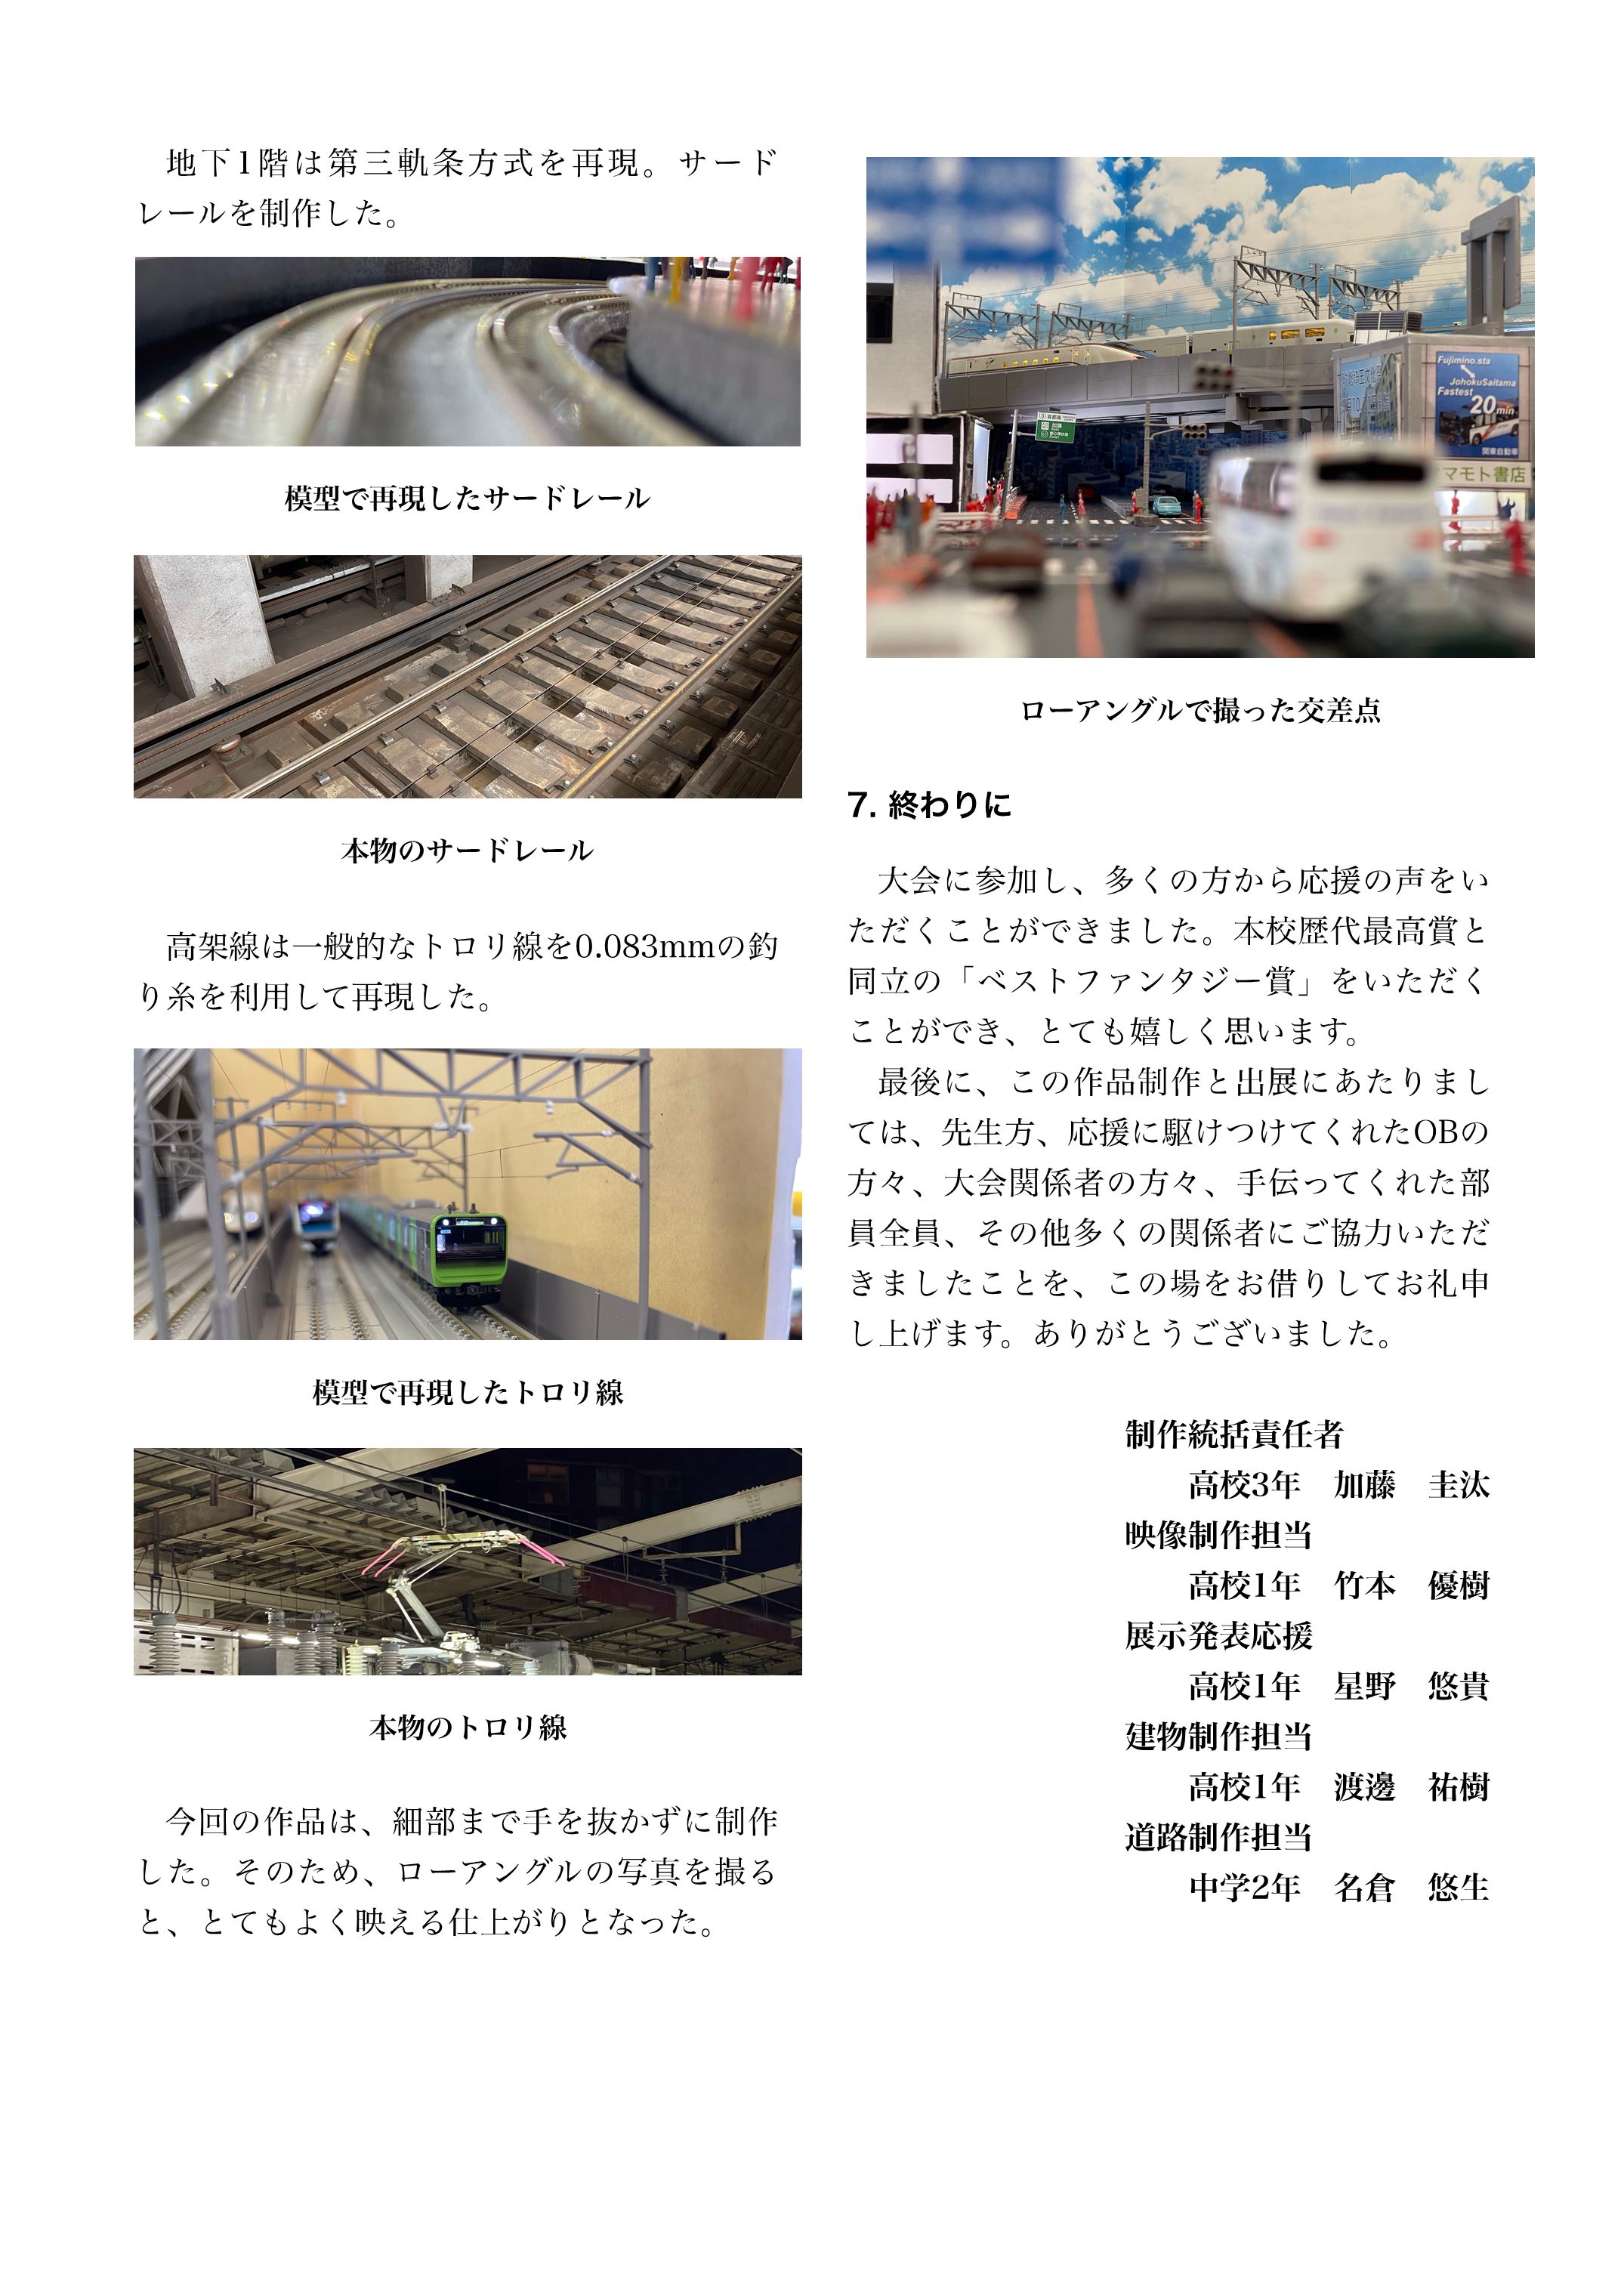 地下1階は第三軌条方式を再現。サード
レールを制作した。
模型で再現したサードレール
本物のサードレール
高架線は一般的なトロリ線を0.083mmの釣
り糸を利用して再現した。
模型で再現したトロリ線
本物のトロリ線
今回の作品は、細部まで手を抜かずに制作
した。そのため、ローアングルの写真を撮る
と、とてもよく映える仕上がりとなった。
Fujimino.sta
JohokuSaitama
Fastest
20min
関東自動車
マモト書店
ローアングルで撮った交差点
7. 終わりに
大会に参加し、多くの方から応援の声をい
ただくことができました。本校歴代最高賞と
同立の「ベストファンタジー賞」をいただく
ことができ、とても嬉しく思います。
最後に、この作品制作と出展にあたりまし
ては、先生方、応援に駆けつけてくれたOBの
方々、大会関係者の方々、手伝ってくれた部
員全員、その他多くの関係者にご協力いただ
きましたことを、この場をお借りしてお礼申
し上げます。ありがとうございました。
制作統括責任者
高校3年　加藤　圭汰
映像制作担当
高校1年　竹本　優樹
展示発表応援
高校1年　星野　悠貴
建物制作担当
高校1年　渡邊　祐樹
道路制作担当
中学2年　名倉　悠生